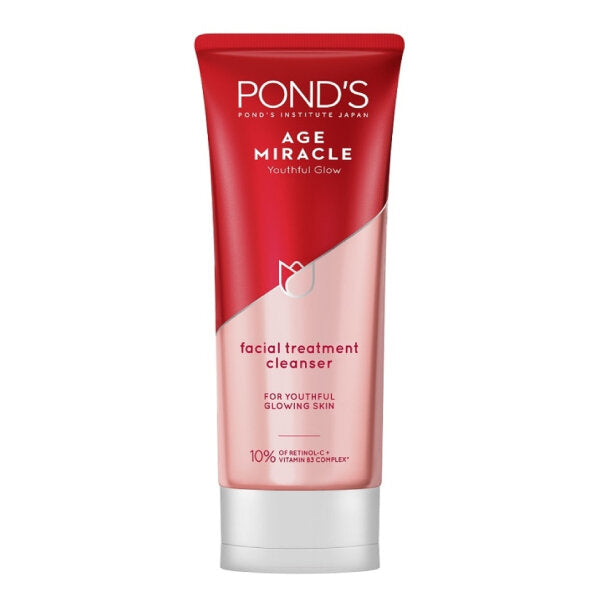 POND'S
POND'S INSTITUTE JAPAN
AGE
MIRACLE
Youthful Glow
facial treatment
cleanser
FOR YOUTHFUL
GLOWING SKIN
10% OF RETINOL-C +
VITAMIN B3 COMPLEX*